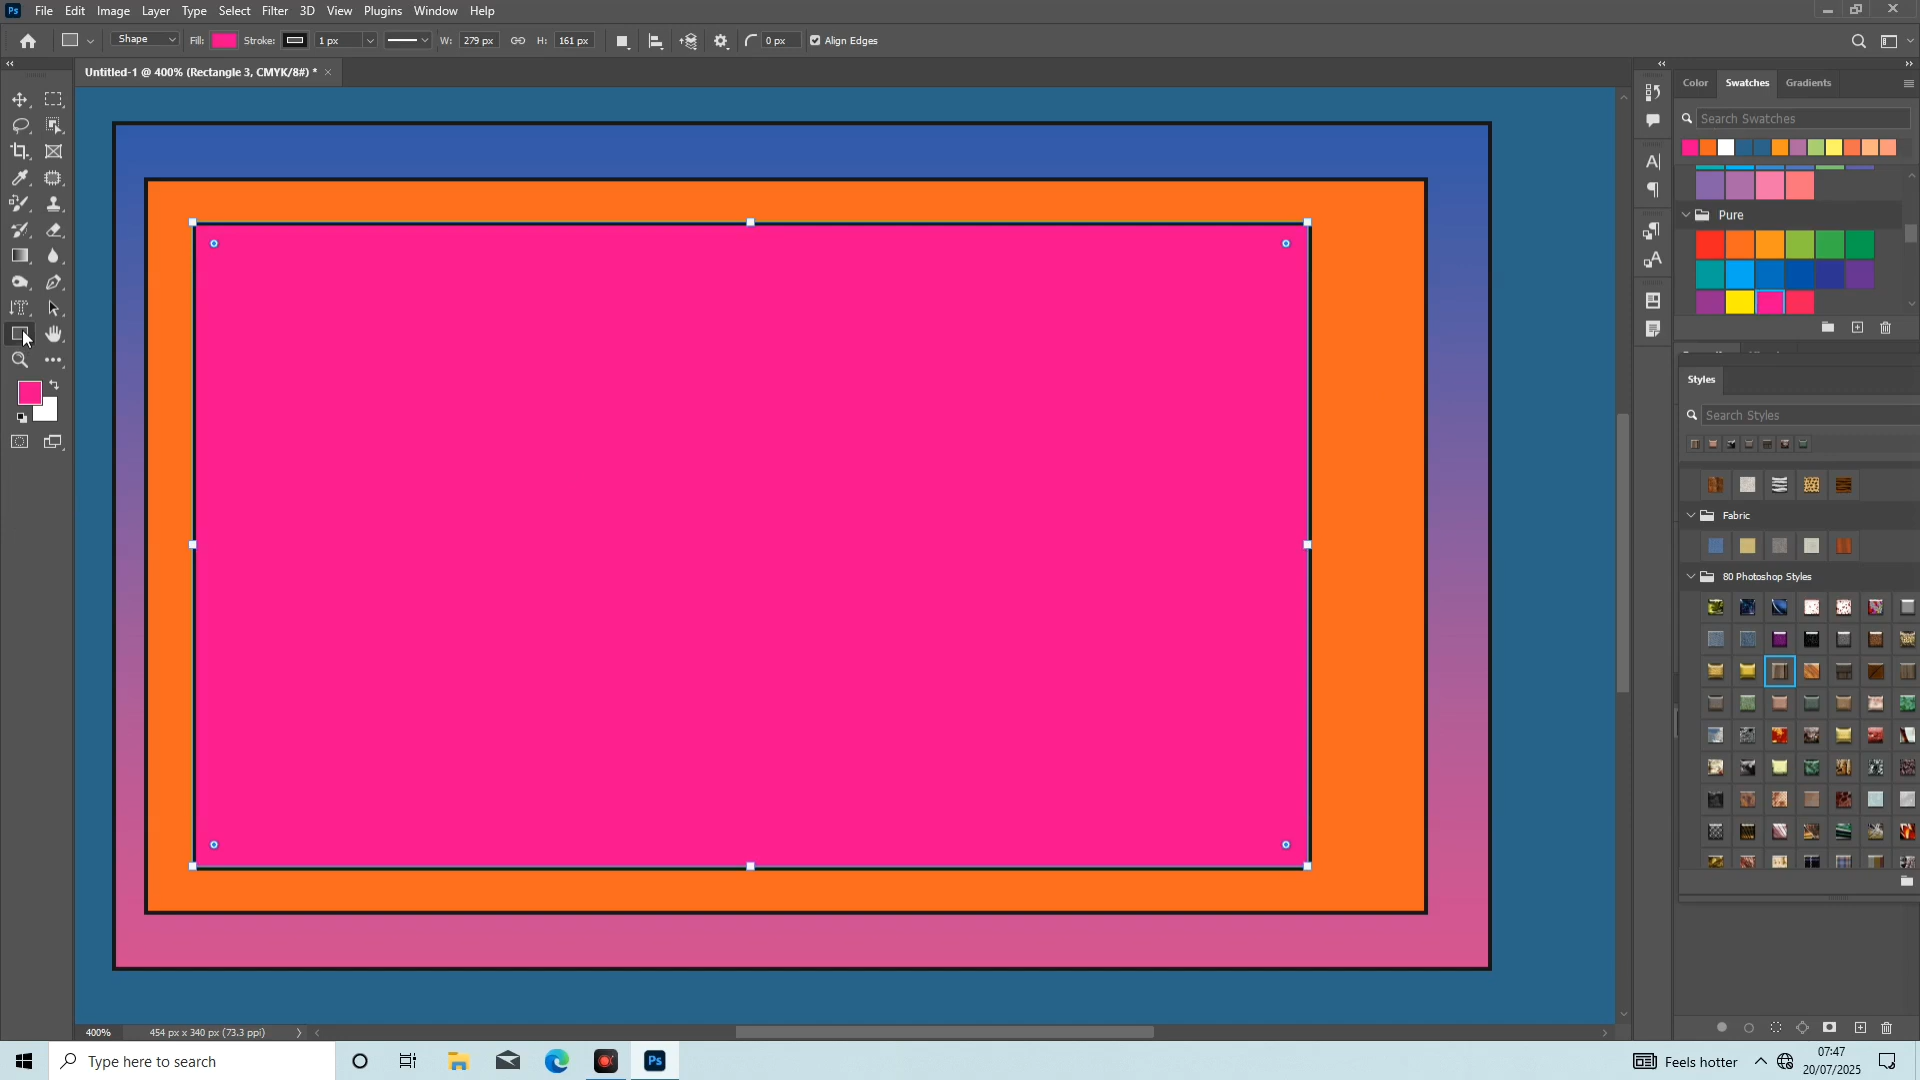 Ps File Edit Image Layer Type Select Filter 3D View Plugins Window Help
Shape Fill: Stroke: 1 px W: 279 px H: 161 px 0 px Align Edges
Untitled-1 @ 400% (Rectangle 3, CMYK/8#) * ×
Color Swatches Gradients
Search Swatches
Pure
Styles
Search Styles
Fabric
80 Photoshop Styles
400% 454 px x 340 px (73.3 ppi)
Type here to search
Ps
Feels hotter
07:47
20/07/2025